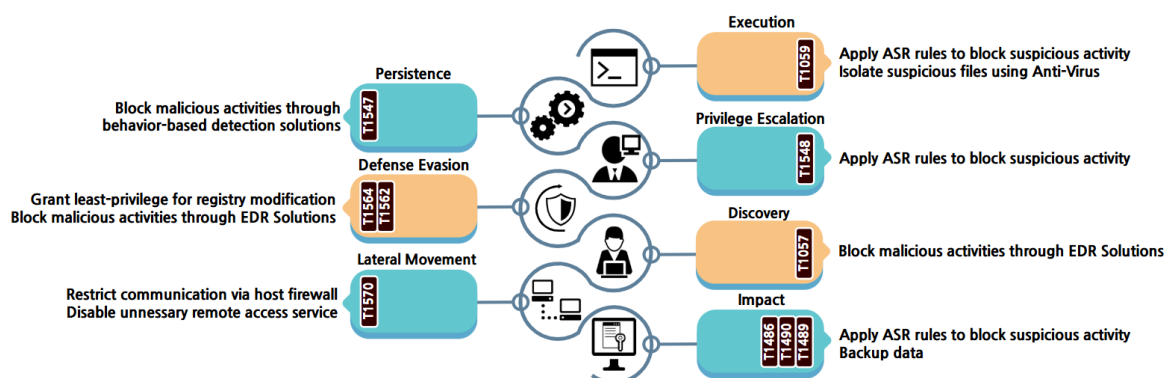 Execution
T1059
Apply ASR rules to block suspicious activity
Isolate suspicious files using Anti-Virus
Persistence
Block malicious activities through
behavior-based detection solutions
T1547
Privilege Escalation
T1548
Apply ASR rules to block suspicious activity
Defense Evasion
Grant least-privilege for registry modification
Block malicious activities through EDR Solutions
T1564
T1562
Discovery
T1057
Block malicious activities through EDR Solutions
Lateral Movement
Restrict communication via host firewall
Disable unnessary remote access service
T1570
Impact
T1486
T1490
T1489
Apply ASR rules to block suspicious activity
Backup data